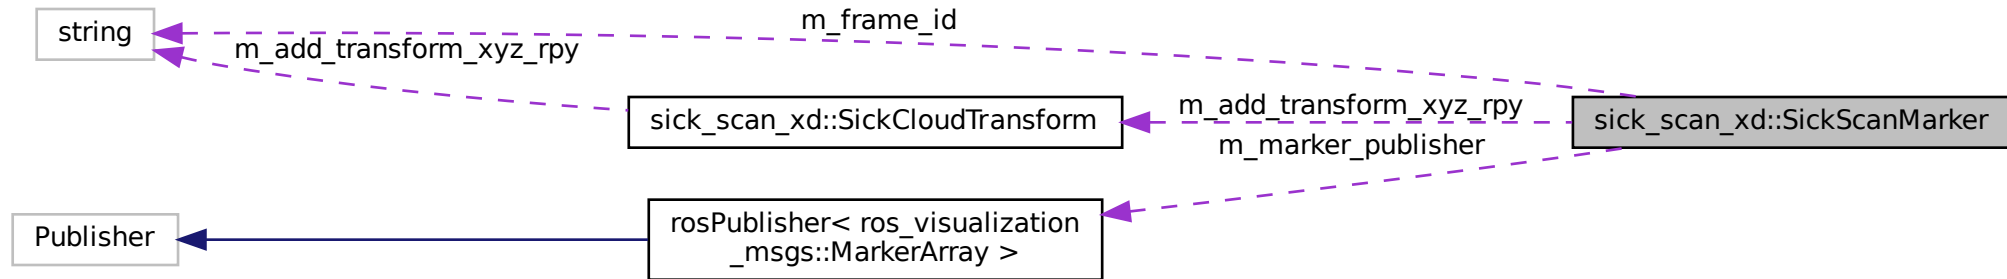 m_frame_id
string
m_add_transform_xyz_rpy
m_add_transform_xyz_rpy
sick_scan_xd::SickCloudTransform
sick_scan_xd::SickScanMarker
m_marker_publisher
rosPublisher< ros_visualization
_msgs::MarkerArray >
Publisher